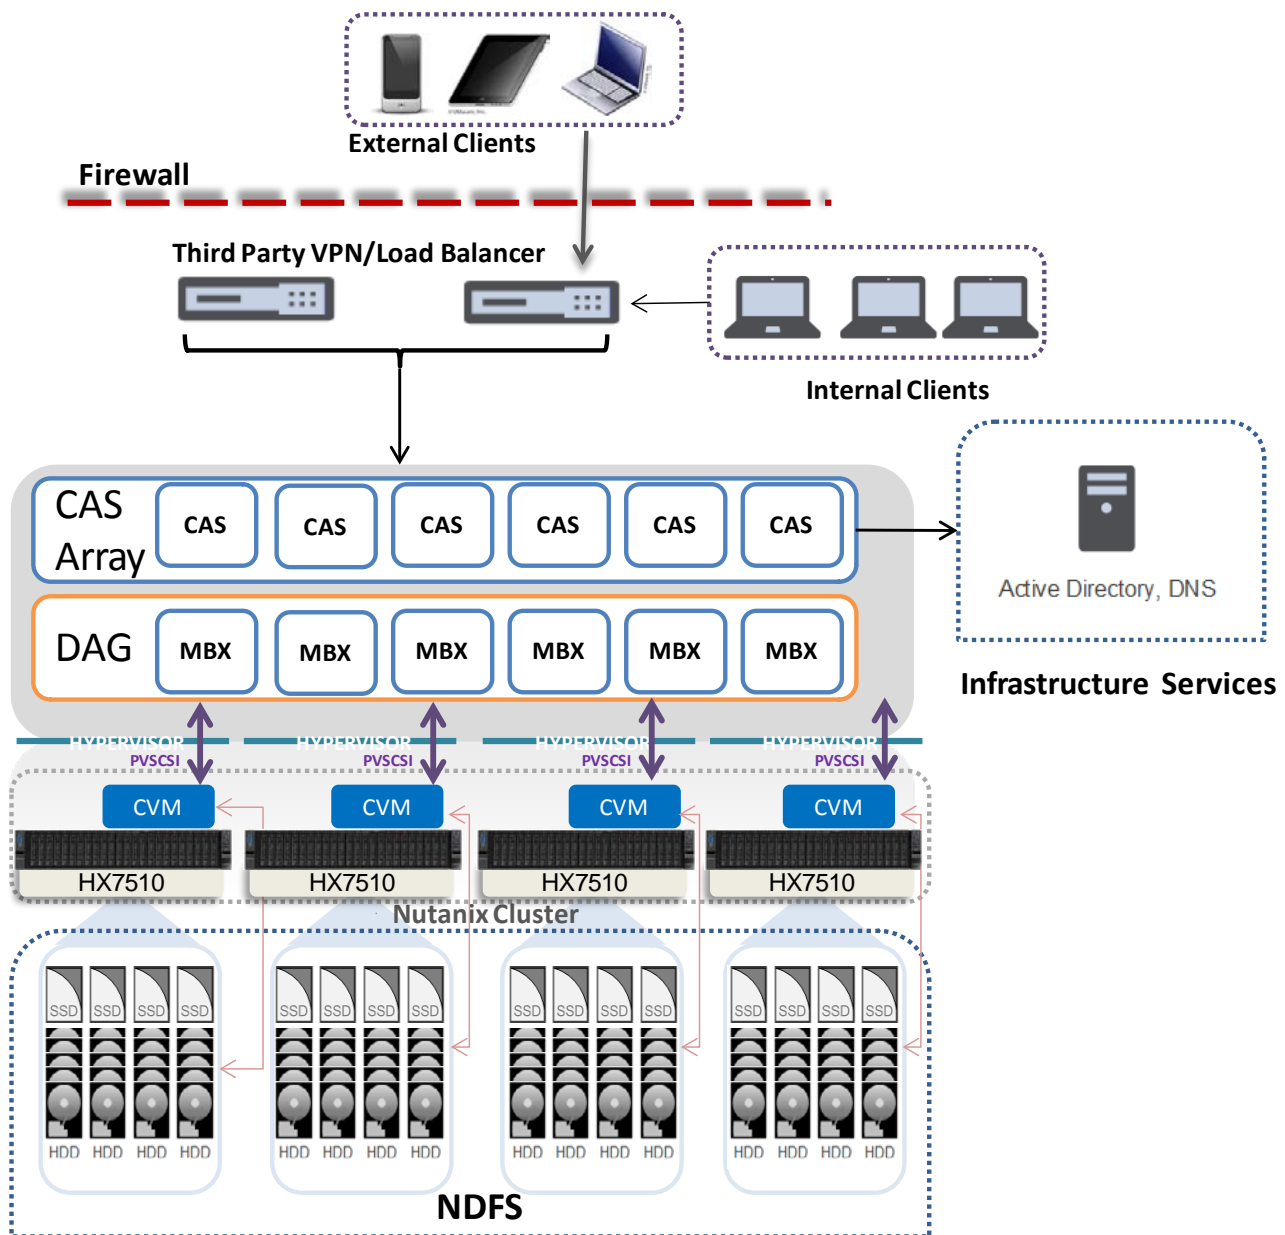 External Clients
Firewall
Third Party VPN/Load Balancer
Internal Clients
CAS
Array
CAS
CAS
CAS
CAS
CAS
CAS
Active Directory, DNS
DAG
MBX
MBX
MBX
MBX
MBX
MBX
Infrastructure Services
HYPERVISOR
HYPERVISOR
HYPERVISOR
HYPERVISOR
PVSCSI
PVSCSI
PVSCSI
PVSCSI
CVM
CVM
CVM
CVM
HX7510
HX7510
HX7510
HX7510
Nutanix Cluster
SSD SSD SSD SSD
SSD SSD SSD SSD
SSD SSD SSD SSD
SSD SSD SSD SSD
HDD HDD HDD HDD
HDD HDD HDD HDD
HDD HDD HDD HDD
HDD HDD HDD HDD
NDFS